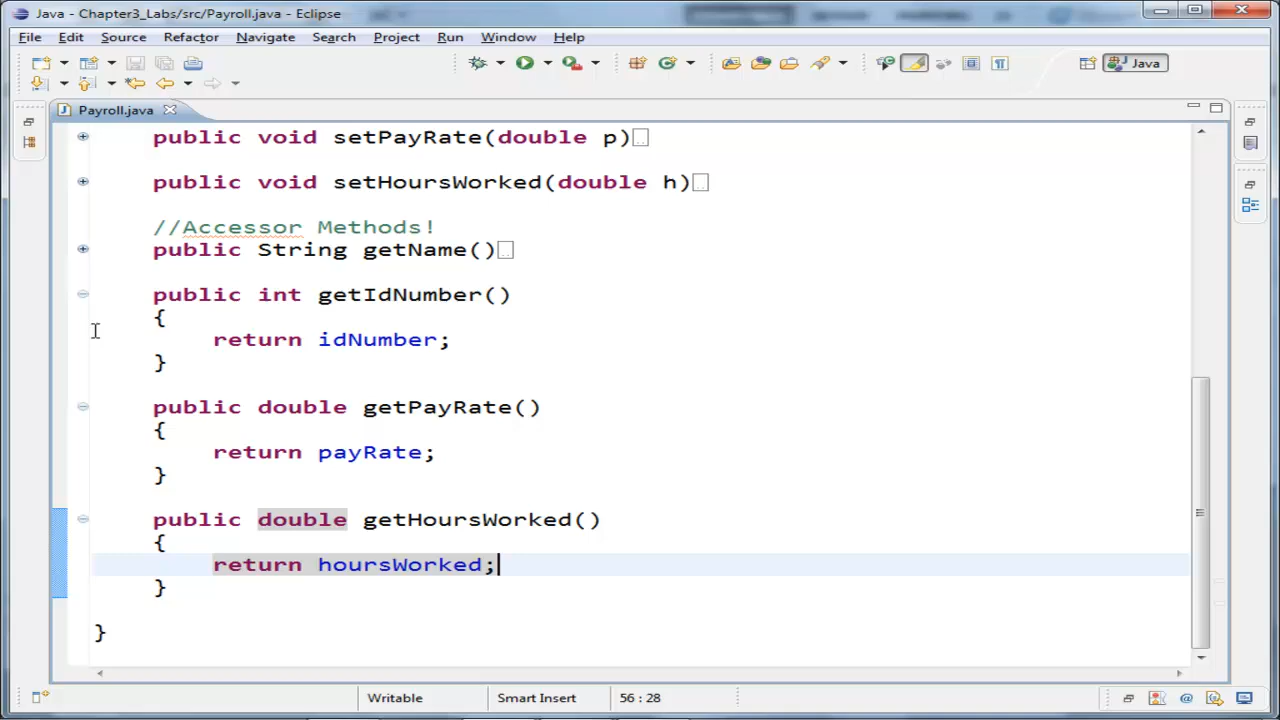 Java - Chapter3_Labs/src/Payroll.java - Eclipse
File Edit Source Refactor Navigate Search Project Run Window Help
Java
Payroll.java
public void setPayRate(double p)
public void setHoursWorked(double h)
//Accessor Methods!
public String getName()
public int getIdNumber()
{
return idNumber;
}
public double getPayRate()
{
return payRate;
}
public double getHoursWorked()
{
return hoursWorked;
}
}
Writable Smart Insert 56 : 28